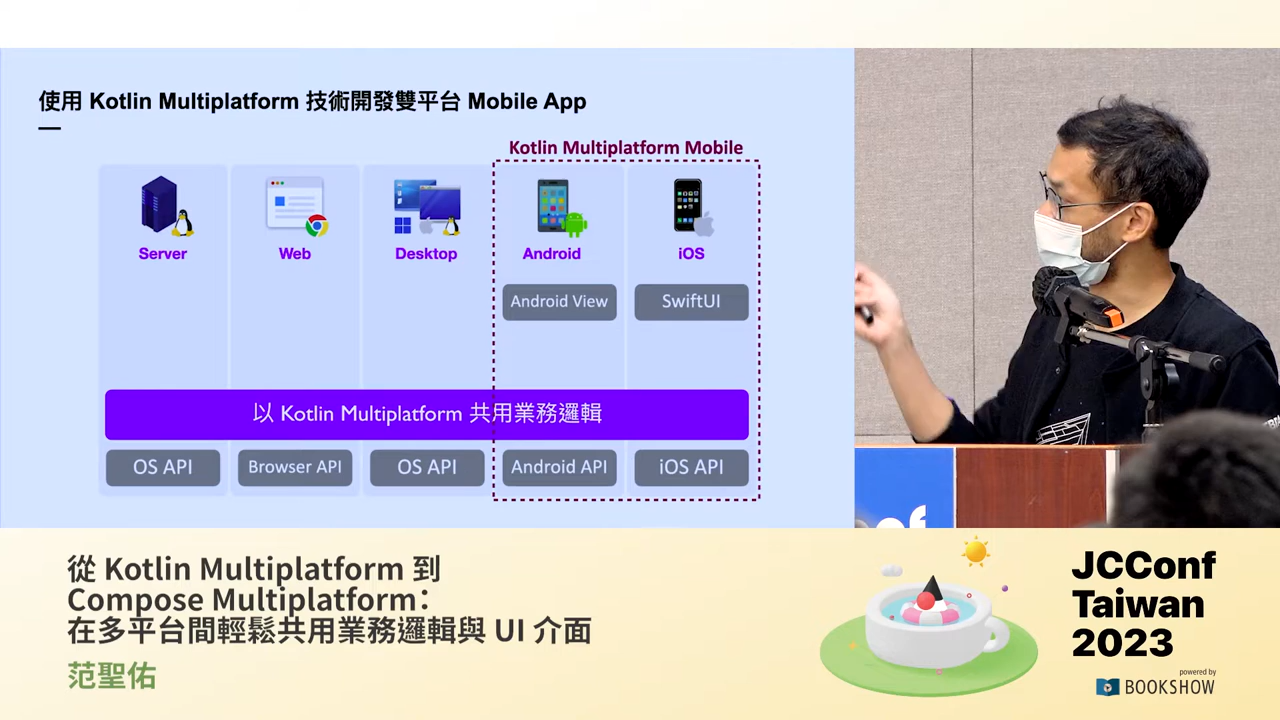 使用 Kotlin Multiplatform 技術開發雙平台 Mobile App
Kotlin Multiplatform Mobile
Server
Web
Desktop
Android
iOS
Android View
SwiftUI
以 Kotlin Multiplatform 共用業務邏輯
OS API
Browser API
OS API
Android API
iOS API
從 Kotlin Multiplatform 到
Compose Multiplatform：
在多平台間輕鬆共用業務邏輯與 UI 介面
范聖佑
JCConf
Taiwan
2023
powered by
BOOKSHOW